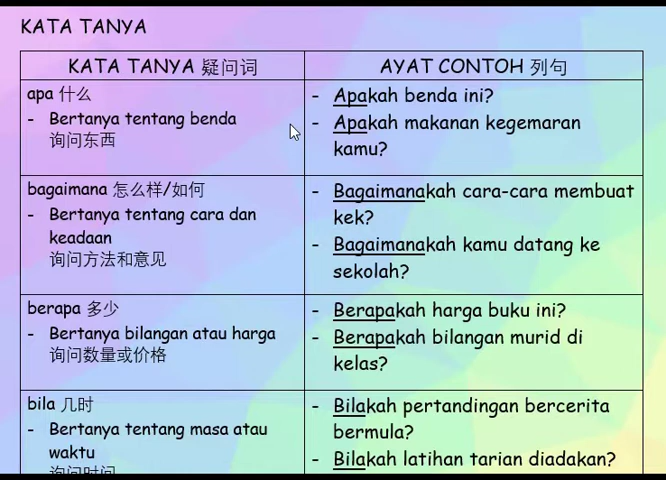 KATA TANYA
KATA TANYA 疑问词
AYAT CONTOH 列句
apa 什么
- Bertanya tentang benda
询问东西
- Apakah benda ini?
- Apakah makanan kegemaran
kamu?
bagaimana 怎么样/如何
- Bertanya tentang cara dan
keadaan
询问方法和意见
- Bagaimanakah cara-cara membuat
kek?
- Bagaimanakah kamu datang ke
sekolah?
berapa 多少
- Bertanya bilangan atau harga
询问数量或价格
- Berapakah harga buku ini?
- Berapakah bilangan murid di
kelas?
bila 几时
- Bertanya tentang masa atau
waktu
询问时间
- Bilakah pertandingan bercerita
bermula?
- Bilakah latihan tarian diadakan?